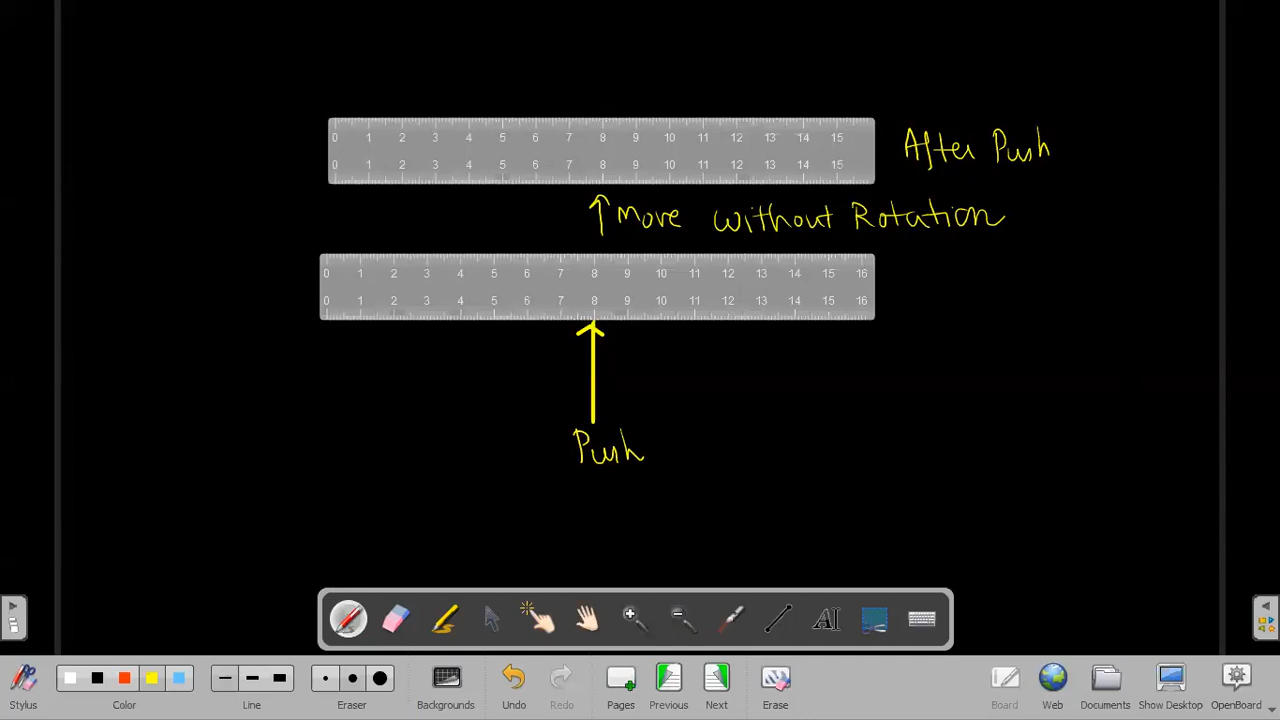 0 1 2 3 4 5 6 7 8 9 10 11 12 13 14 15
0 1 2 3 4 5 6 7 8 9 10 11 12 13 14 15
After Push
↑ Move without Rotation
0 1 2 3 4 5 6 7 8 9 10 11 12 13 14 15 16
0 1 2 3 4 5 6 7 8 9 10 11 12 13 14 15 16
Push
AI
Stylus Color Line Eraser Backgrounds Undo Redo Pages Previous Next Erase Board Web Documents Show Desktop OpenBoard